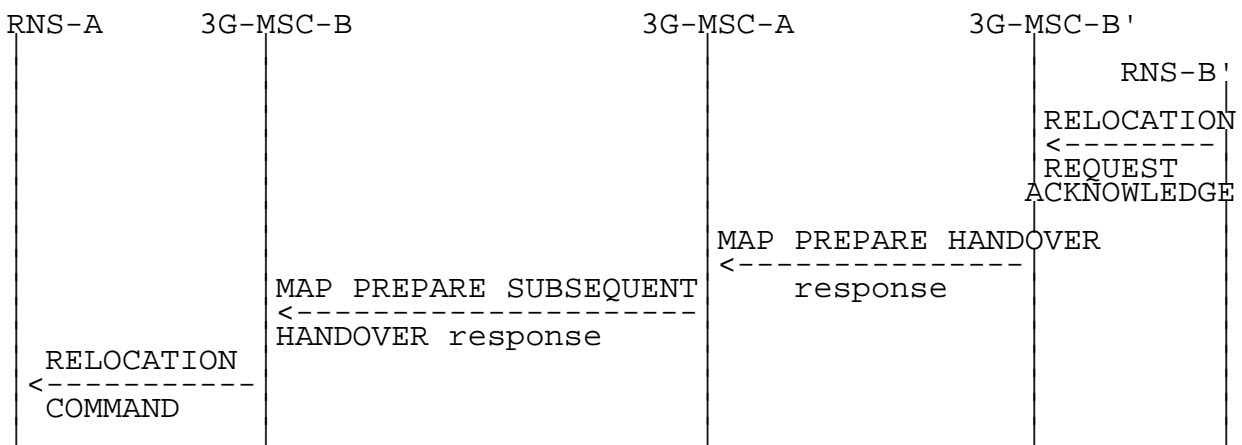 RNS-A 3G-MSC-B 3G-MSC-A 3G-MSC-B'
RNS-B'
RELOCATION
REQUEST
ACKNOWLEDGE
MAP PREPARE HANDOVER
response
MAP PREPARE SUBSEQUENT
HANDOVER response
RELOCATION
COMMAND